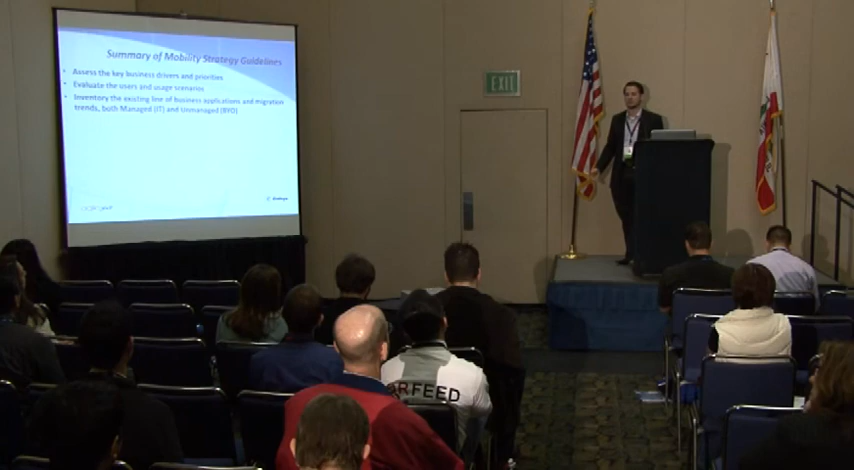 Summary of Mobility Strategy Guidelines
• Assess the key business drivers and priorities
• Evaluate the users and usage scenarios
• Inventory the existing line of business applications and migration
trends, both Managed (IT) and Unmanaged (BYO)
EXIT
RFEED